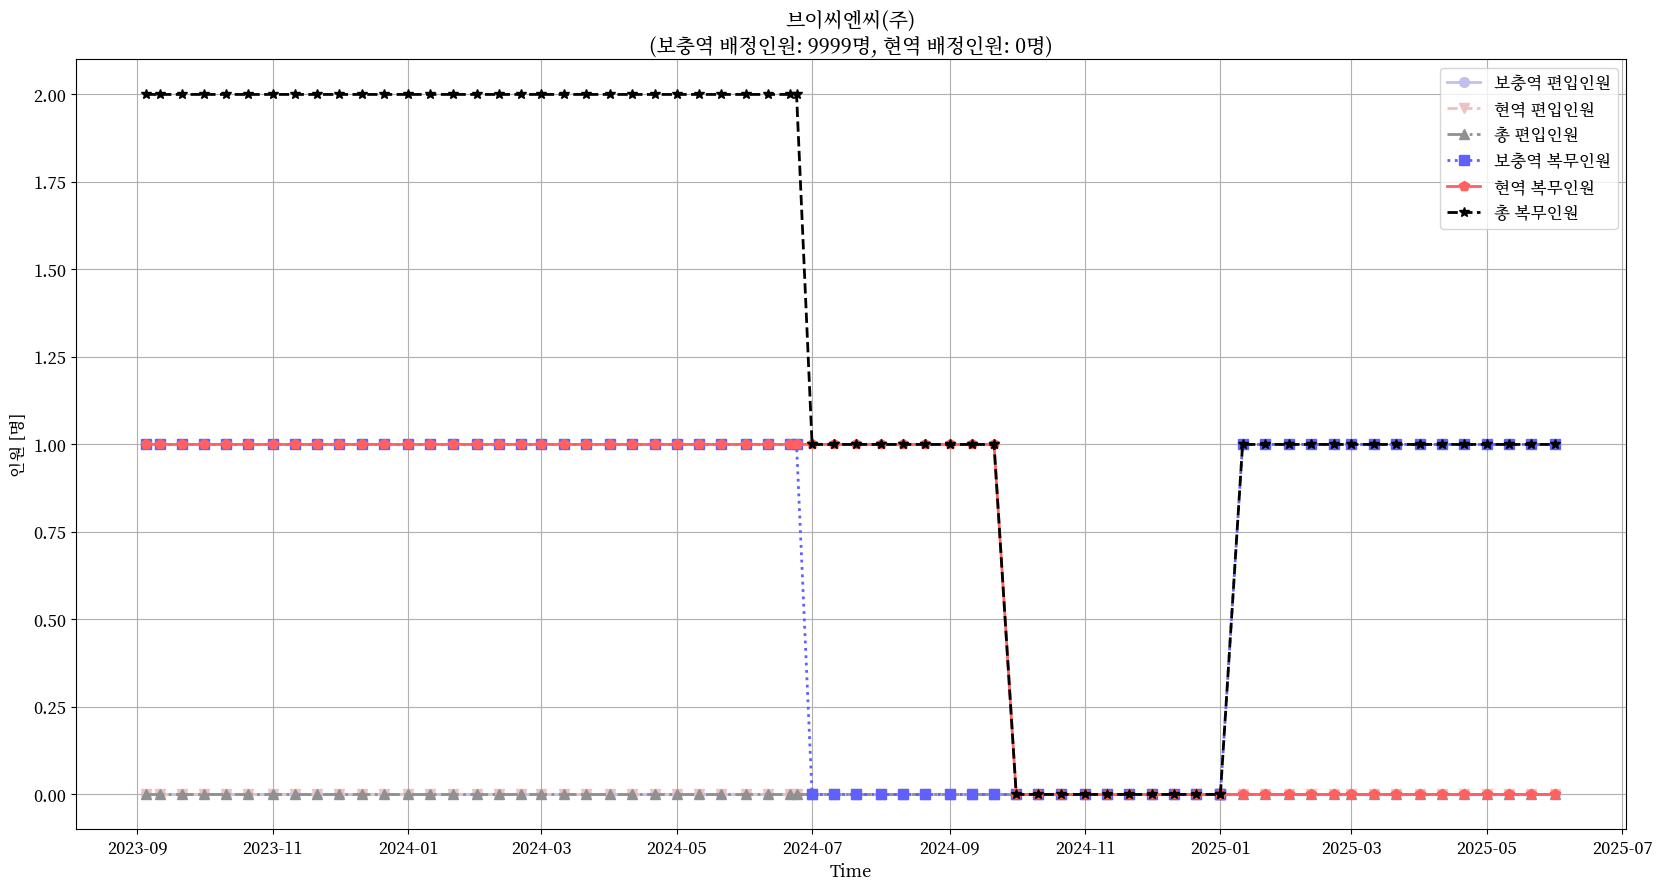 브이씨엔씨(주)
(보충역 배정인원: 9999명, 현역 배정인원: 0명)
보충역 편입인원
현역 편입인원
총 편입인원
보충역 복무인원
현역 복무인원
총 복무인원
인원 [명]
2.00
1.75
1.50
1.25
1.00
0.75
0.50
0.25
0.00
2023-09
2023-11
2024-01
2024-03
2024-05
2024-07
2024-09
2024-11
2025-01
2025-03
2025-05
2025-07
Time